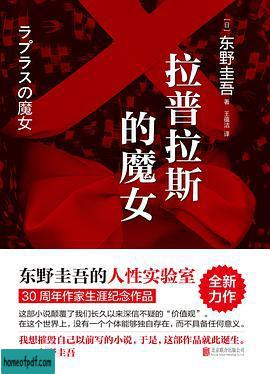 [日]东野圭吾 著
王蕴洁 译
ラプラスの魔女
拉普拉斯
的魔女
东野圭吾的人性实验室
30周年作家生涯纪念作品
全新
力作
这部小说颠覆了我们长久以来深信不疑的“价值观”。
在这个世界上，没有一个个体能够独自存在，而不具备任何意义。
我想摧毁自己以前写的小说，于是，这部作品就此诞生。
圭吾
北京联合出版公司
homeofpdf.com